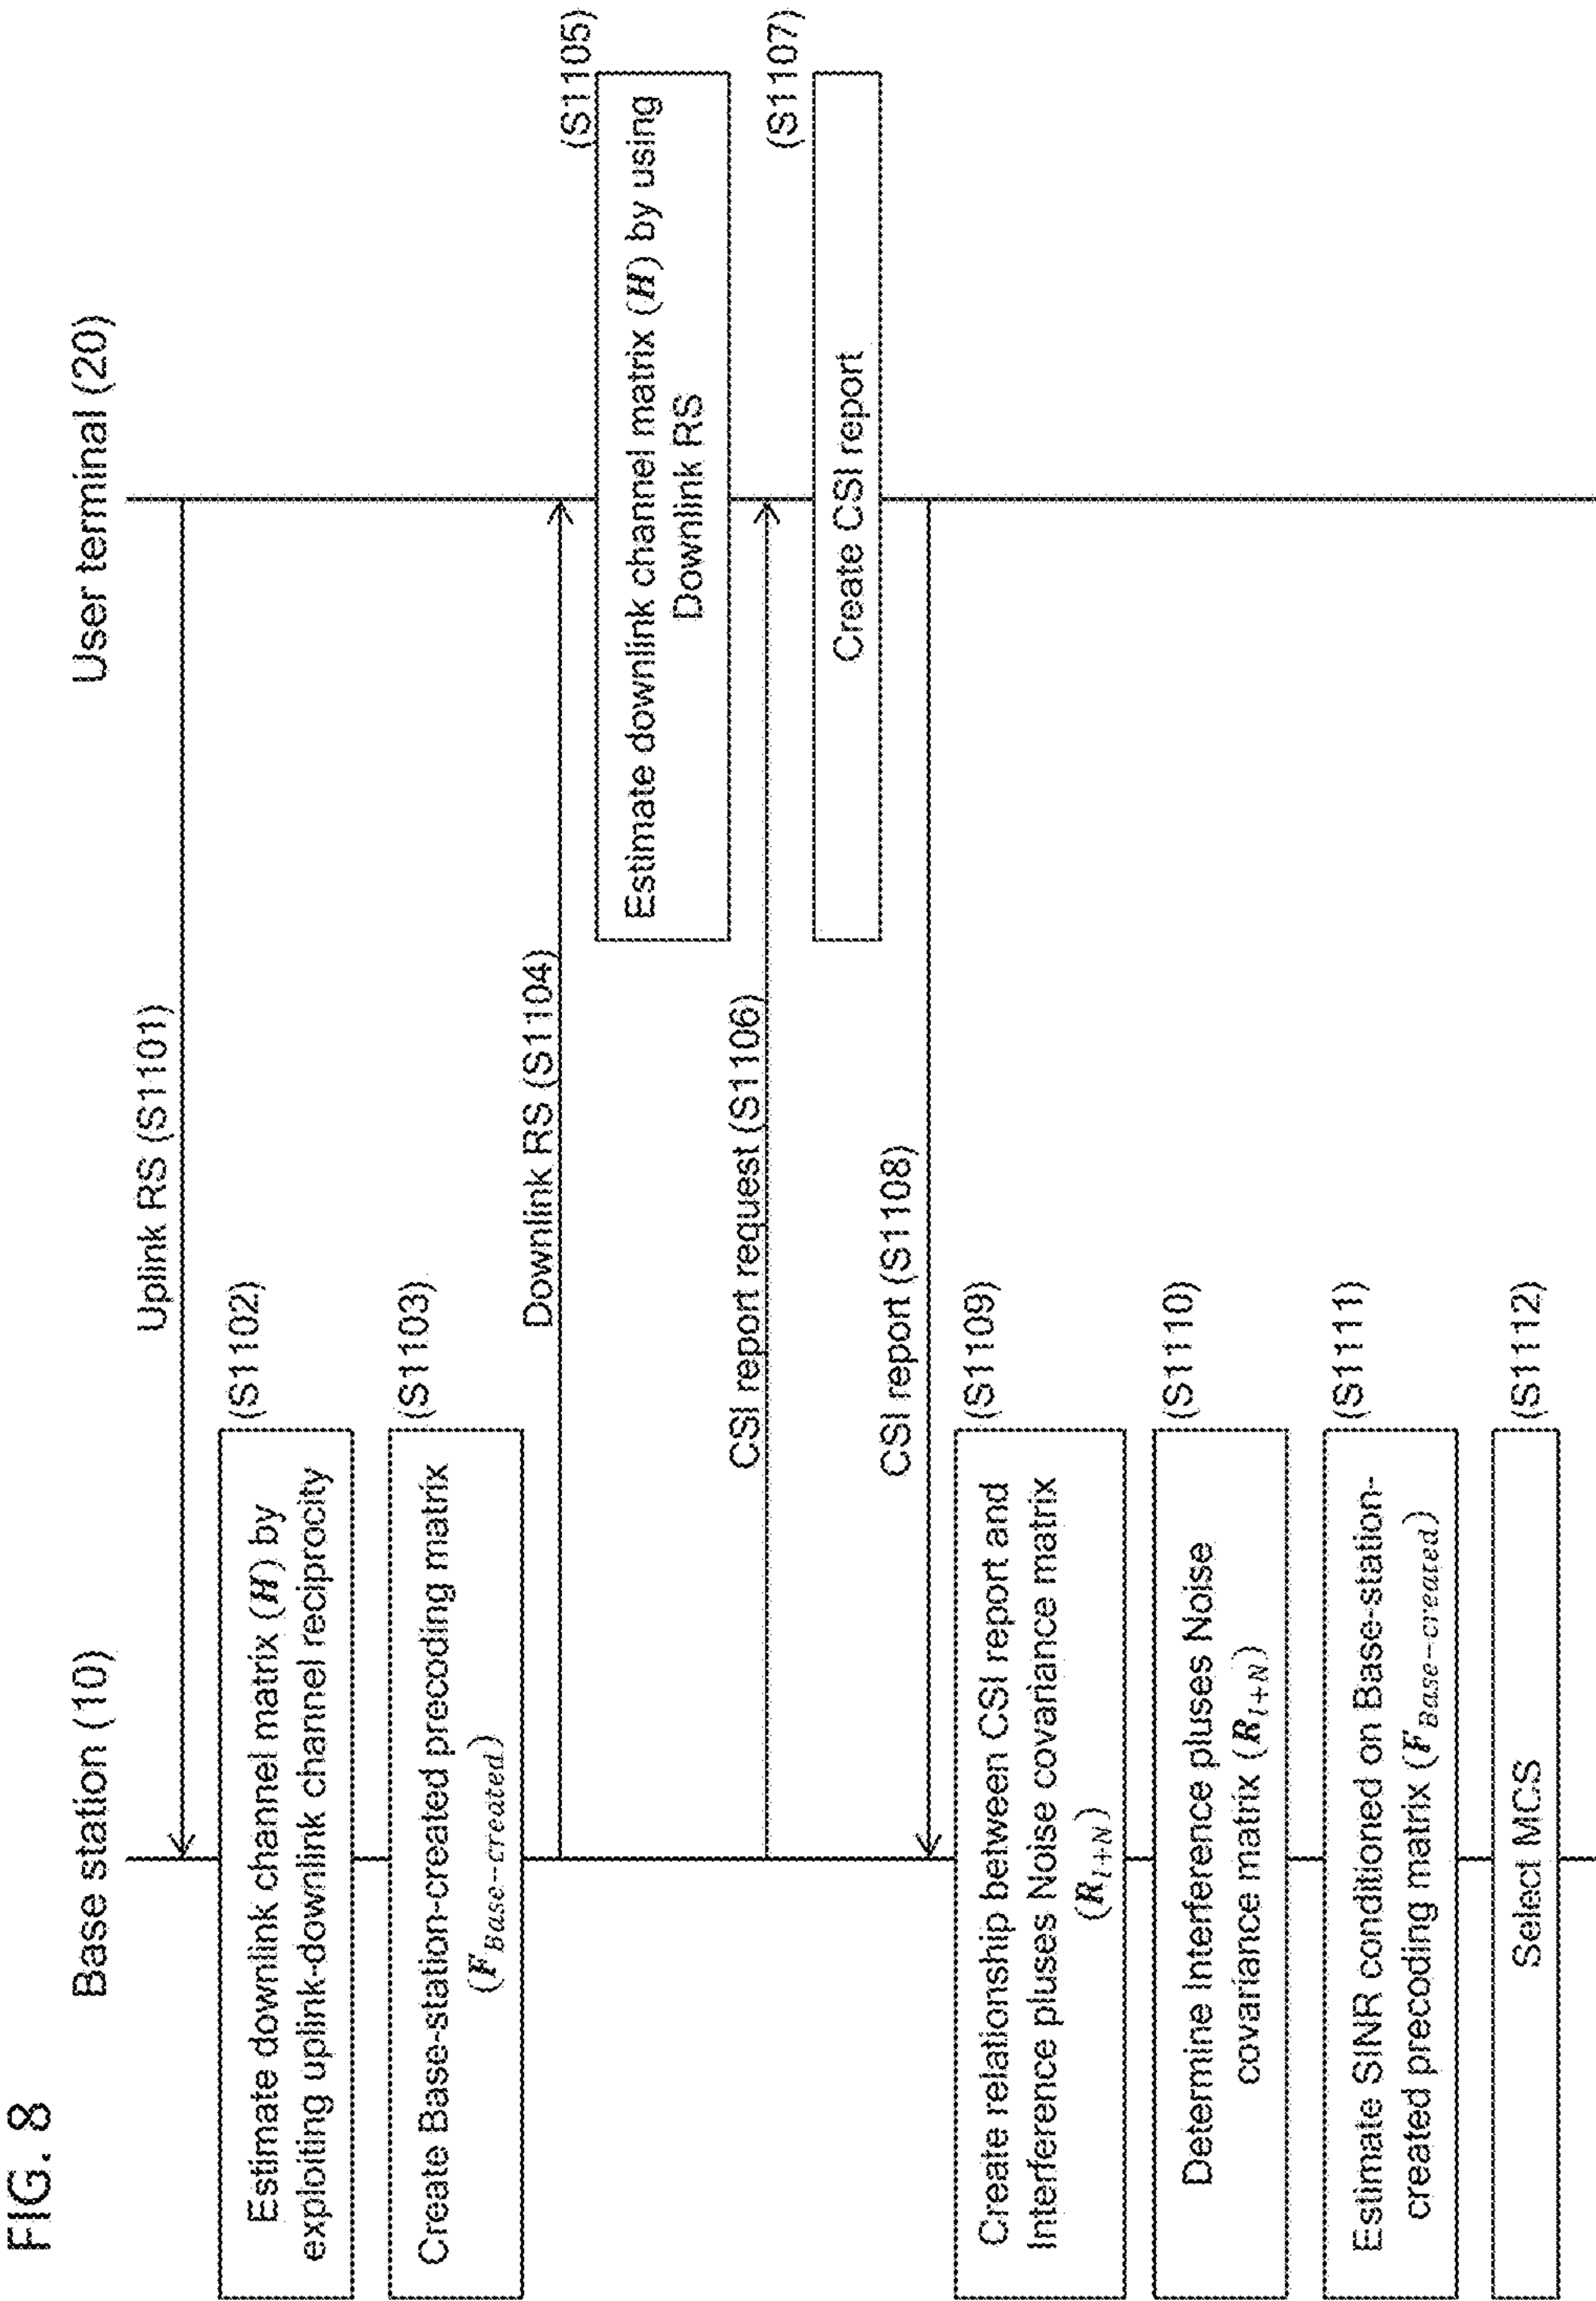 FIG. 8
Base station (10)
User terminal (20)
Uplink RS (S1101)
(S1102)
Estimate downlink channel matrix (H) by
exploiting uplink-downlink channel reciprocity
(S1103)
Create Base-station-created precoding matrix
(F_Base-created)
Downlink RS (S1104)
(S1105)
Estimate downlink channel matrix (H) by using
Downlink RS
CSI report request (S1106)
(S1107)
Create CSI report
CSI report (S1108)
(S1109)
Create relationship between CSI report and
Interference pluses Noise covariance matrix
(R_I+N)
(S1110)
Determine Interference pluses Noise
covariance matrix (R_I+N)
(S1111)
Estimate SINR conditioned on Base-station-
created precoding matrix (F_Base-created)
(S1112)
Select MCS